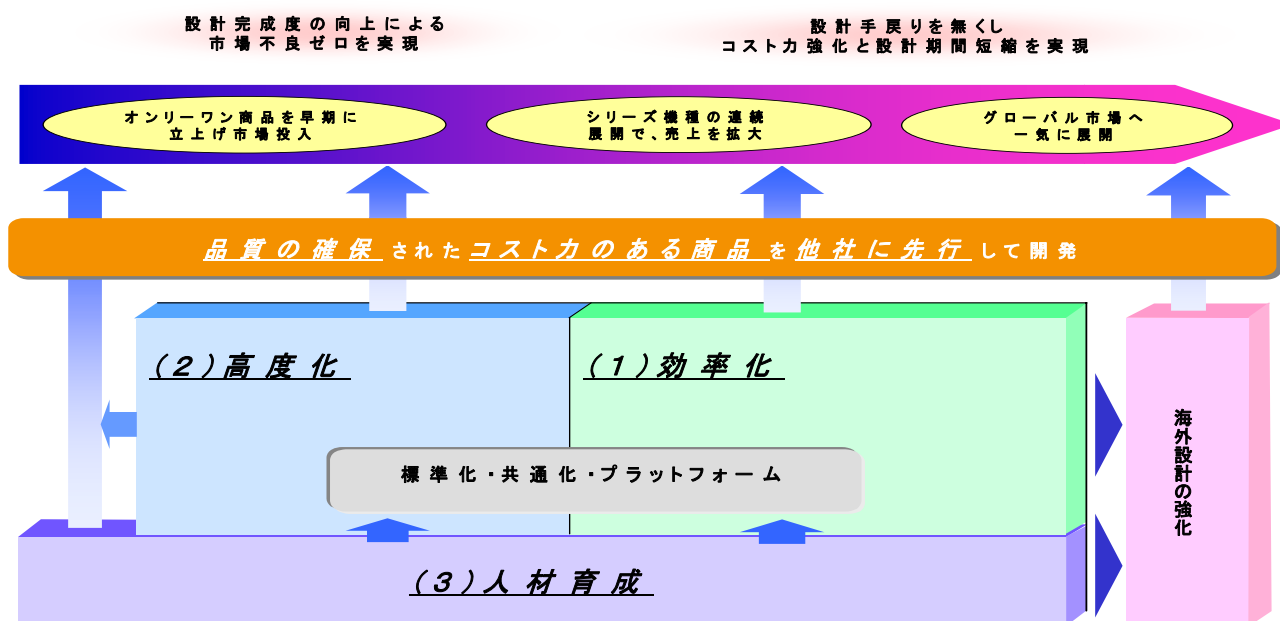 設計完成度の向上による
市場不良ゼロを実現
設計手戻りを無くし
コスト力強化と設計期間短縮を実現
オンリーワン商品を早期に
立上げ市場投入
シリーズ機種の連続
展開で、売上を拡大
グローバル市場へ
一気に展開
品質の確保されたコスト力のある商品を他社に先行して開発
(２)高度化
(１)効率化
標準化・共通化・プラットフォーム
海外設計の強化
(３)人材育成